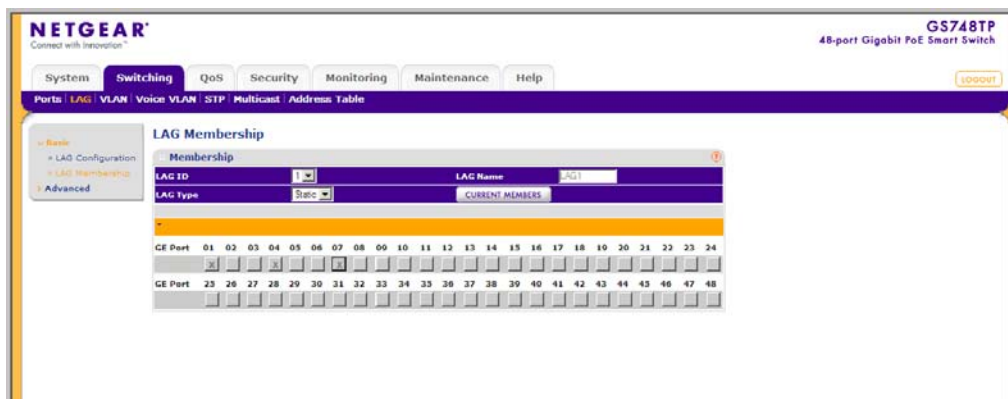 NETGEAR
Connect with Innovation™
GS748TP
48-port Gigabit PoE Smart Switch
System Switching QoS Security Monitoring Maintenance Help
LOGOUT
Ports LAG VLAN Voice VLAN STP Multicast Address Table
Basic
» LAG Configuration
» LAG Membership
Advanced
LAG Membership
Membership
LAG ID 1 LAG Name LAG1
LAG Type Static CURRENT MEMBERS
GE Port 01 02 03 04 05 06 07 08 09 10 11 12 13 14 15 16 17 18 19 20 21 22 23 24
X X X
GE Port 25 26 27 28 29 30 31 32 33 34 35 36 37 38 39 40 41 42 43 44 45 46 47 48